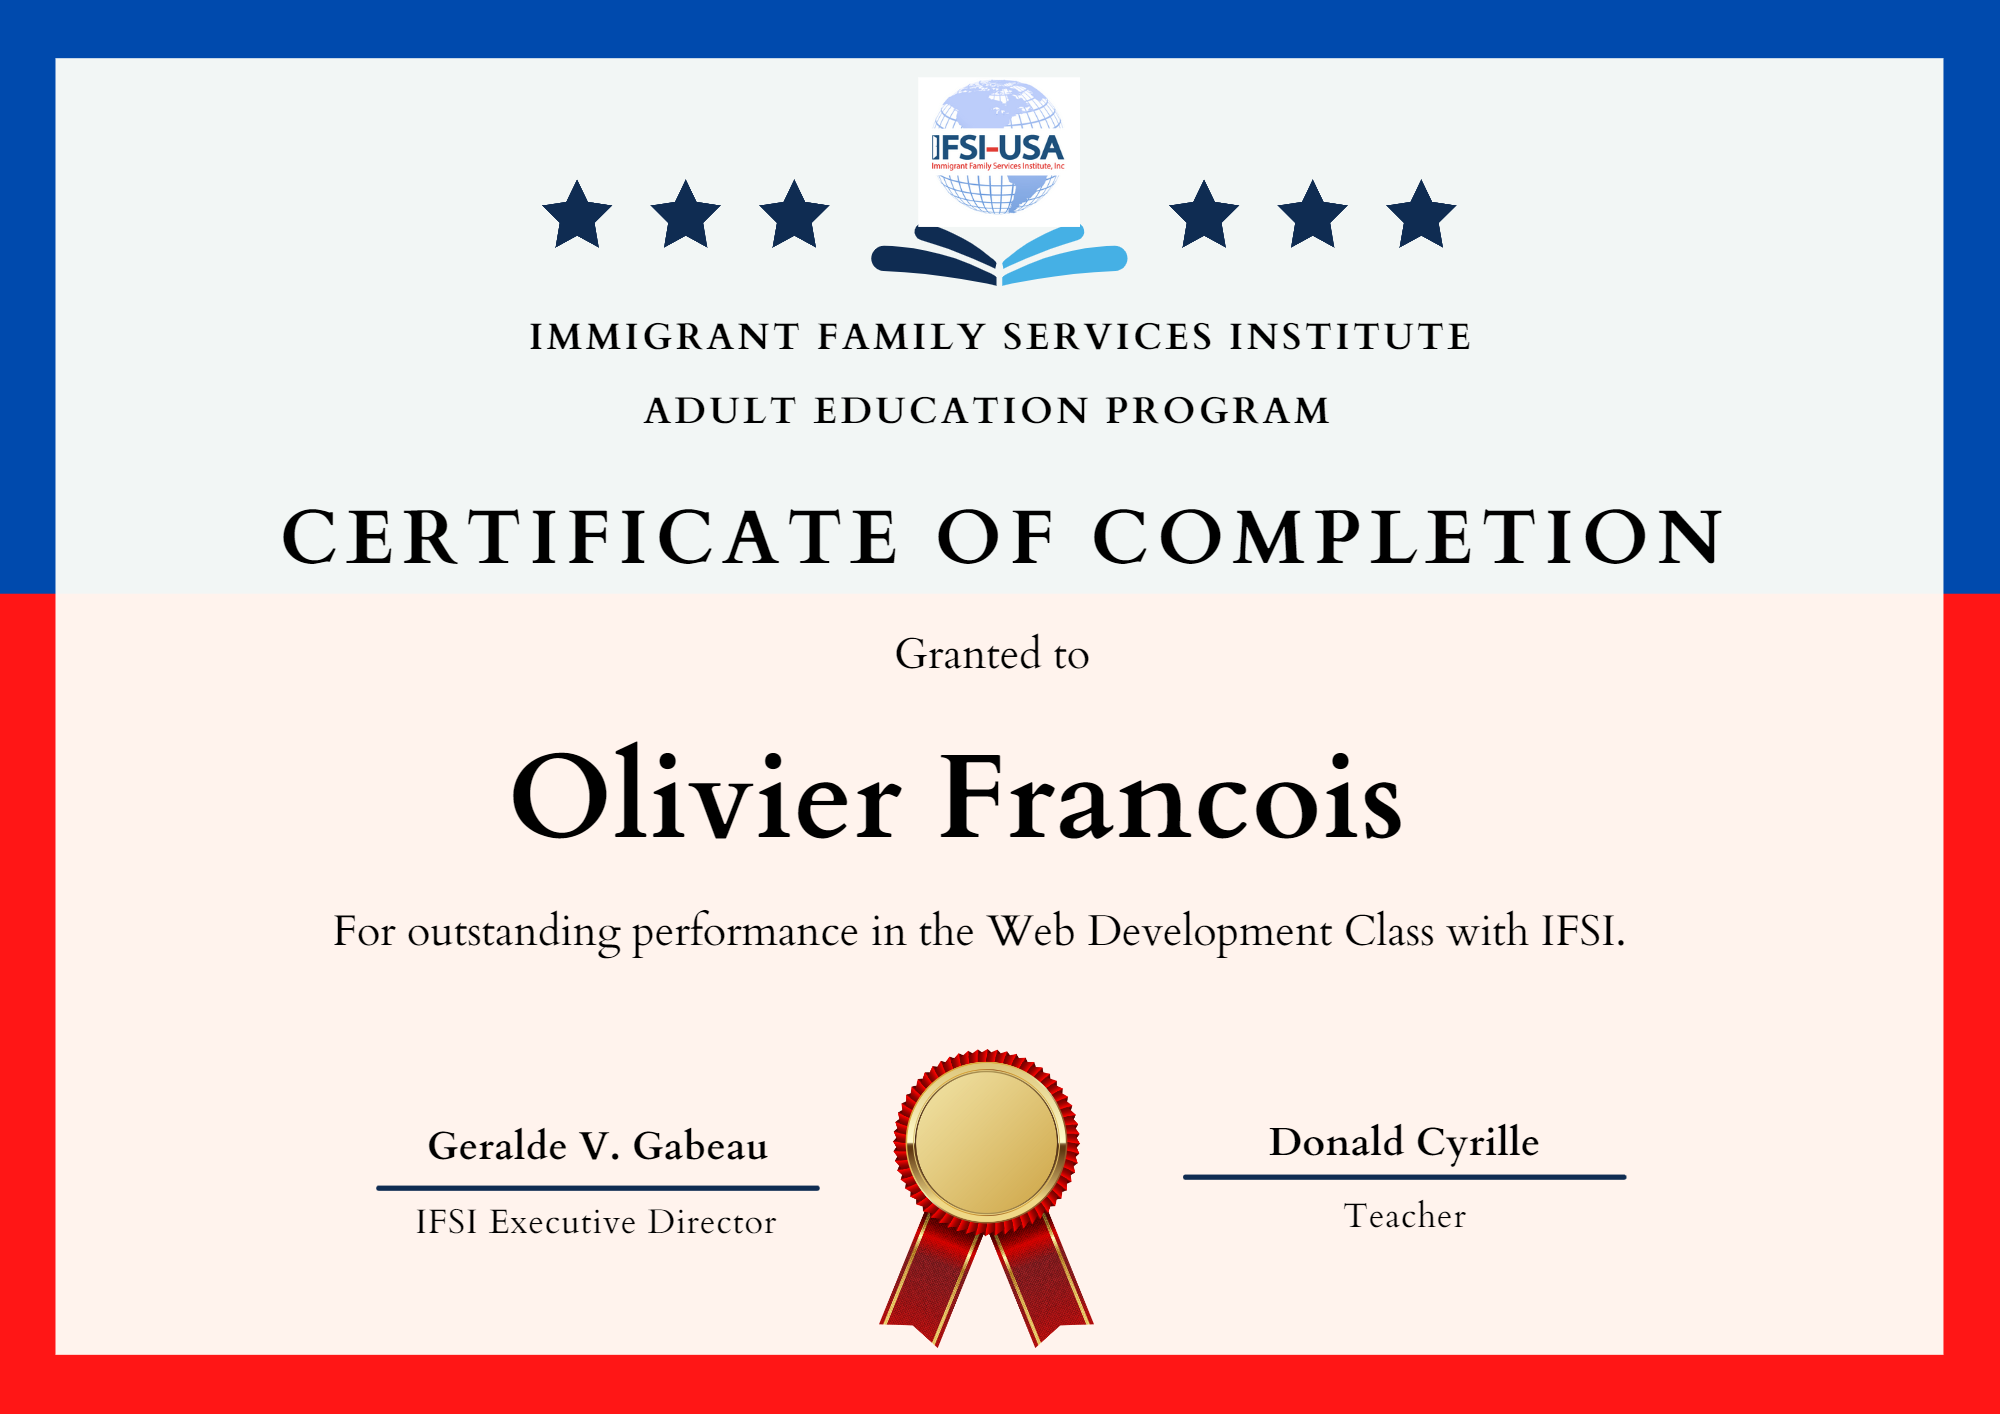 IFSI-USA
Immigrant Family Services Institute, Inc
IMMIGRANT FAMILY SERVICES INSTITUTE
ADULT EDUCATION PROGRAM
CERTIFICATE OF COMPLETION
Granted to
Olivier Francois
For outstanding performance in the Web Development Class with IFSI.
Geralde V. Gabeau
IFSI Executive Director
Donald Cyrille
Teacher